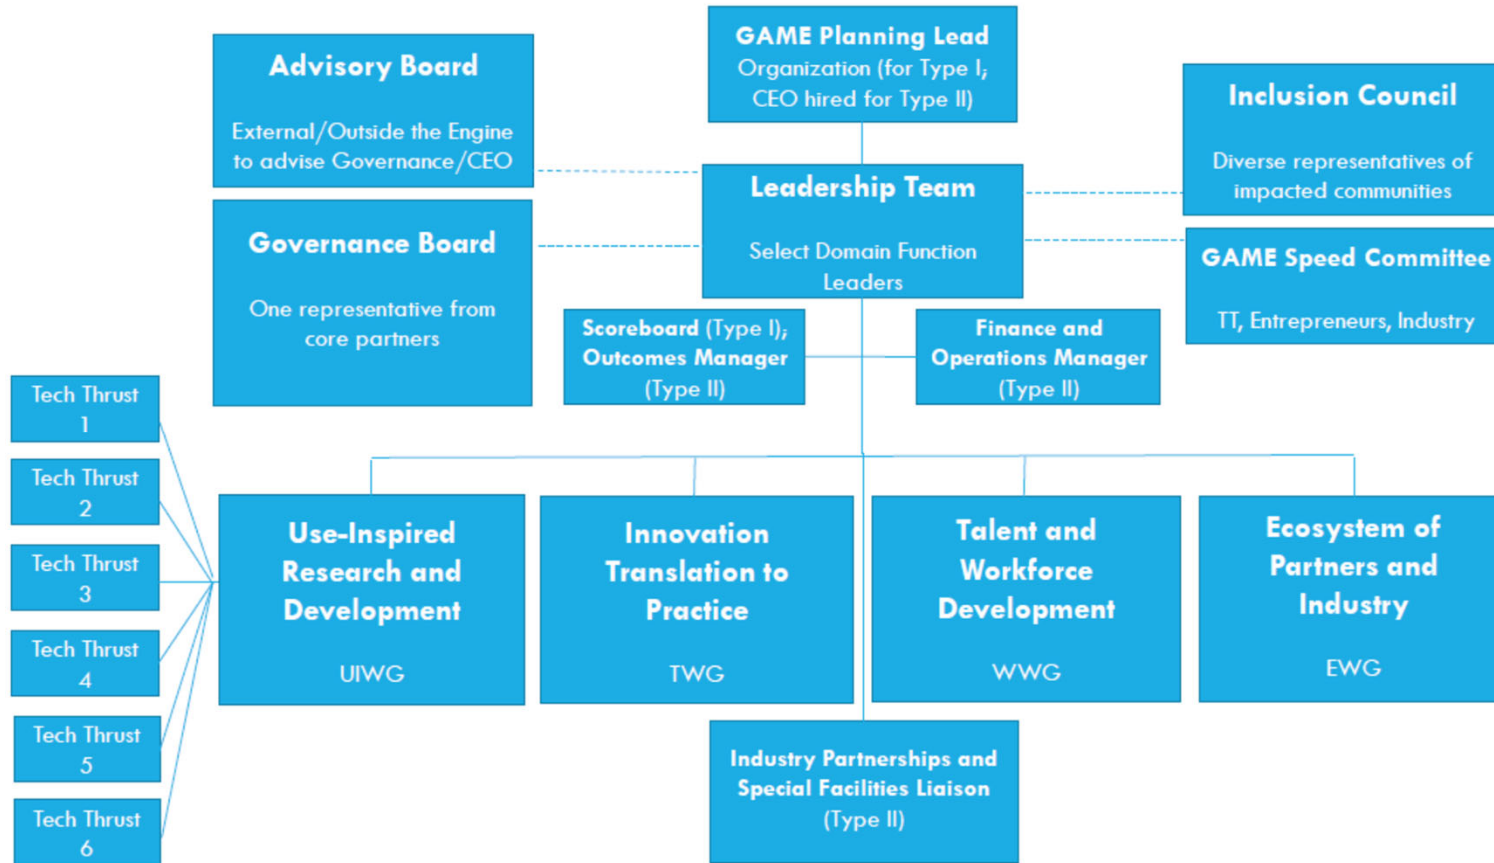 GAME Planning Lead
Organization (for Type I;
CEO hired for Type II)
Advisory Board
External/Outside the Engine
to advise Governance/CEO
Inclusion Council
Diverse representatives of
impacted communities
Leadership Team
Select Domain Function
Leaders
Governance Board
One representative from
core partners
GAME Speed Committee
TT, Entrepreneurs, Industry
Scoreboard (Type I);
Outcomes Manager
(Type II)
Finance and
Operations Manager
(Type II)
Tech Thrust
1
Tech Thrust
2
Tech Thrust
3
Tech Thrust
4
Tech Thrust
5
Tech Thrust
6
Use-Inspired
Research and
Development
UIWG
Innovation
Translation to
Practice
TWG
Talent and
Workforce
Development
WWG
Ecosystem of
Partners and
Industry
EWG
Industry Partnerships and
Special Facilities Liaison
(Type II)